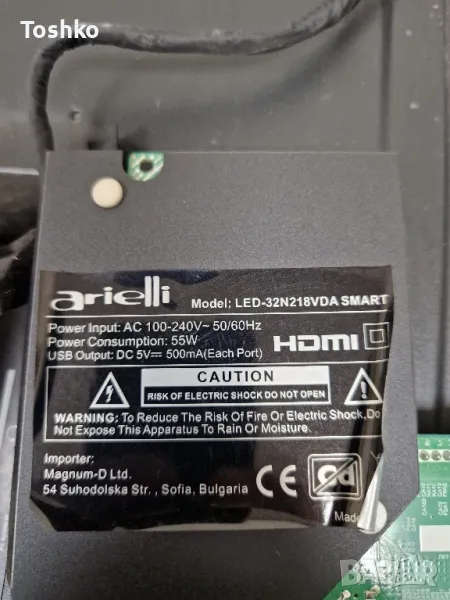 Toshko
arielli
Model: LED-32N218VDA SMART
Power Input: AC 100-240V~ 50/60Hz
Power Consumption: 55W
USB Output: DC 5V⎓ 500mA(Each Port)
HDMI
CAUTION
RISK OF ELECTRIC SHOCK DO NOT OPEN
WARNING: To Reduce The Risk Of Fire Or Electric Shock,Do
Not Expose This Apparatus To Rain Or Moisture.
Importer:
Magnum-D Ltd.
54 Suhodolska Str., Sofia, Bulgaria
CE
Made